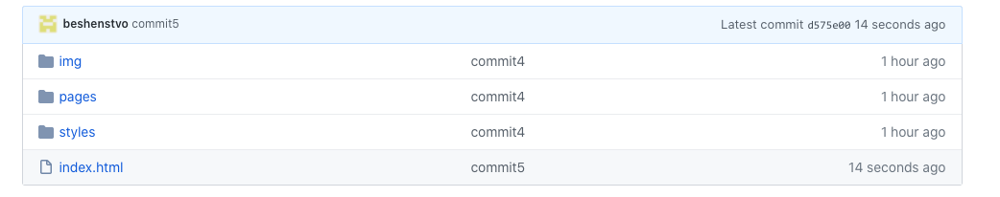 beshenstvo commit5 Latest commit d575e00 14 seconds ago
img commit4 1 hour ago
pages commit4 1 hour ago
styles commit4 1 hour ago
index.html commit5 14 seconds ago